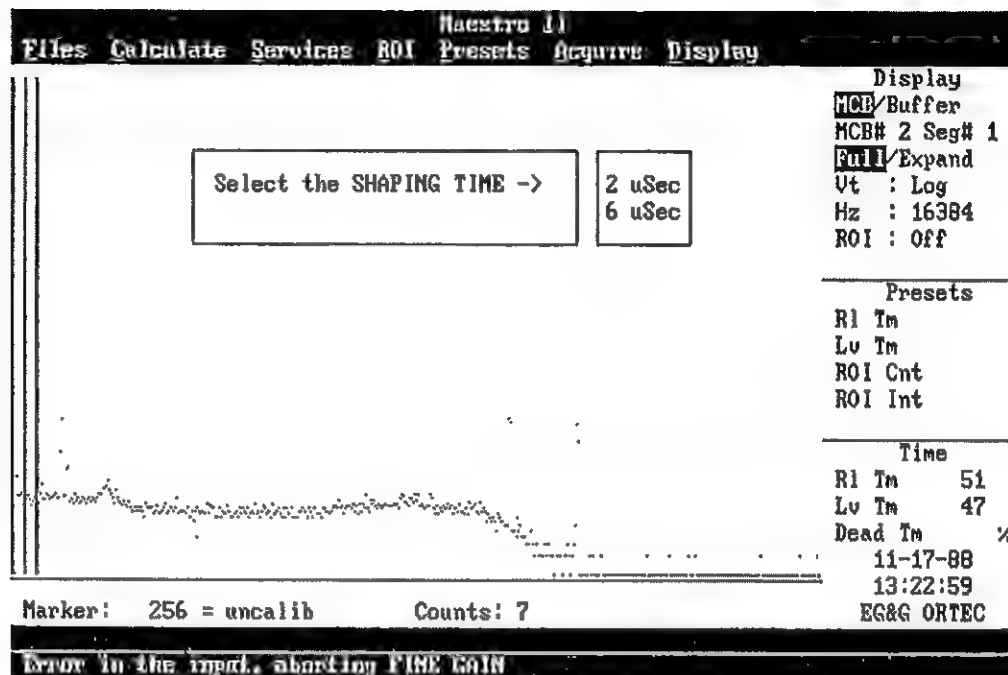 Maestro II
Files Calculate Services ROI Presets Acquire Display
Select the SHAPING TIME ->
2 uSec
6 uSec
Display
MCB/Buffer
MCB# 2 Seg# 1
Full/Expand
Vt : Log
Hz : 16384
ROI : Off
Presets
Rl Tm
Lv Tm
ROI Cnt
ROI Int
Time
Rl Tm 51
Lv Tm 47
Dead Tm %
11-17-88
13:22:59
EG&G ORTEC
Marker: 256 = uncalib Counts: 7
Error in the input, aborting FINE GAIN